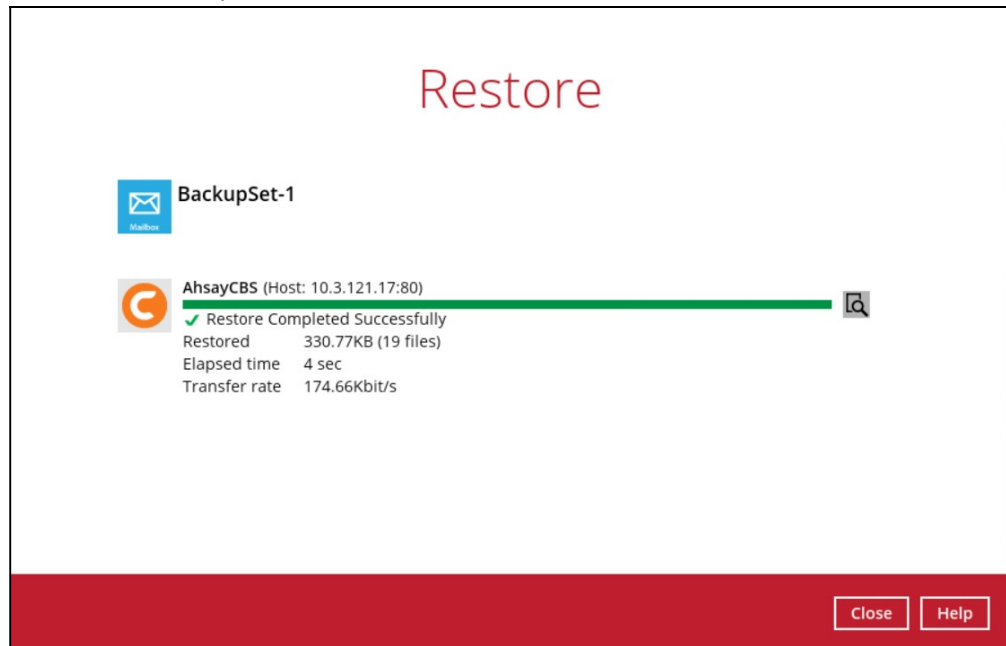 Restore
Mailbox
BackupSet-1
AhsayCBS (Host: 10.3.121.17:80)
Restore Completed Successfully
Restored 330.77KB (19 files)
Elapsed time 4 sec
Transfer rate 174.66Kbit/s
Close Help